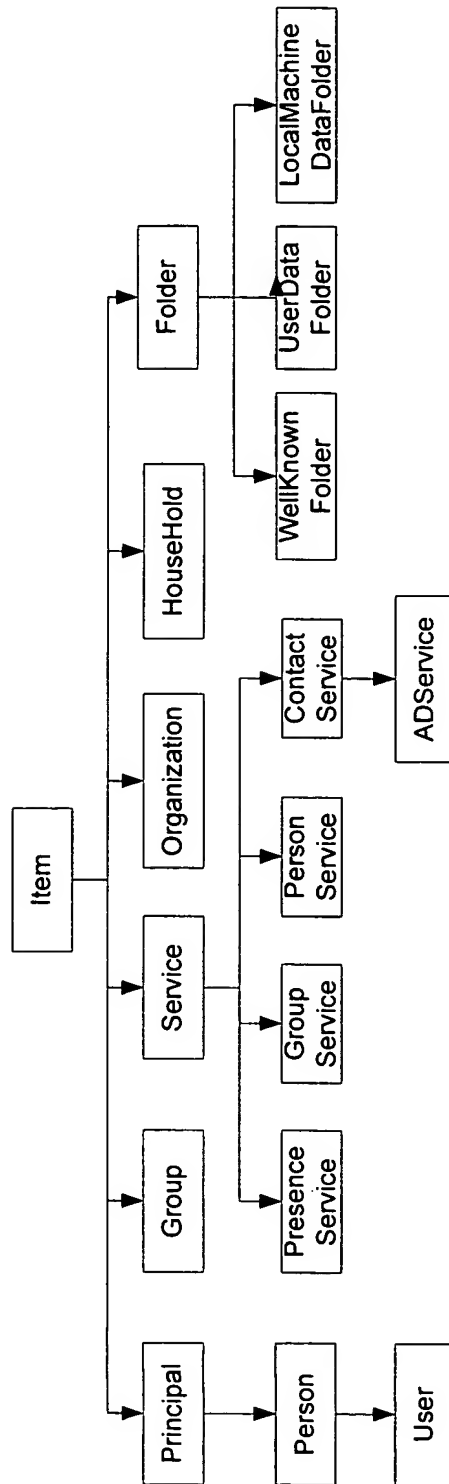 Item
Principal
Group
Service
Organization
HouseHold
Folder
Person
Presence
Service
Group
Service
Person
Service
Contact
Service
WellKnown
Folder
UserData
Folder
LocalMachine
DataFolder
User
ADService